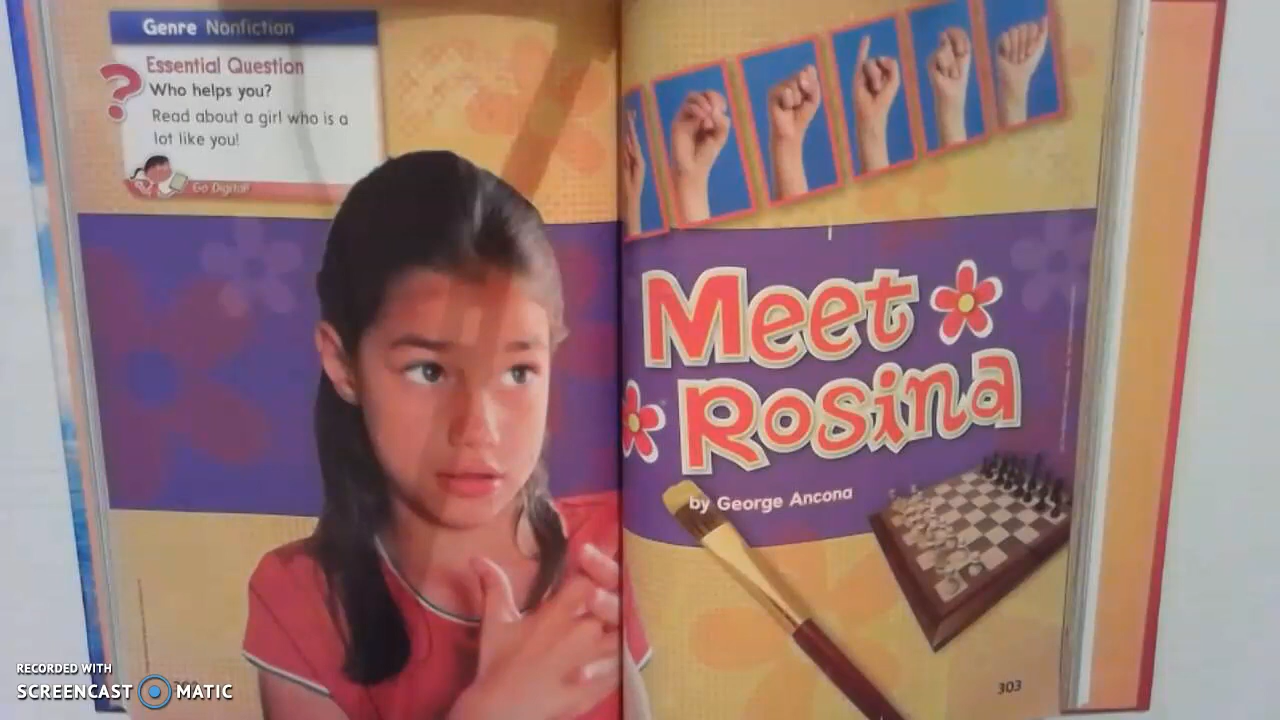 Genre Nonfiction
Essential Question
?
Who helps you?
Read about a girl who is a
lot like you!
Go Digital!
Meet
Rosina
by George Ancona
303
RECORDED WITH
SCREENCAST MATIC